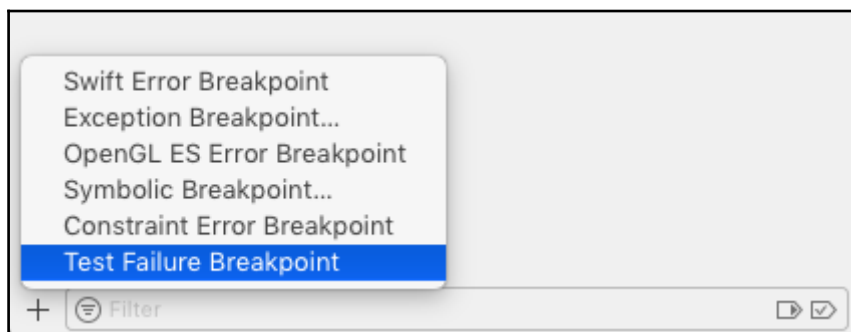 Swift Error Breakpoint
Exception Breakpoint...
OpenGL ES Error Breakpoint
Symbolic Breakpoint...
Constraint Error Breakpoint
Test Failure Breakpoint
Filter